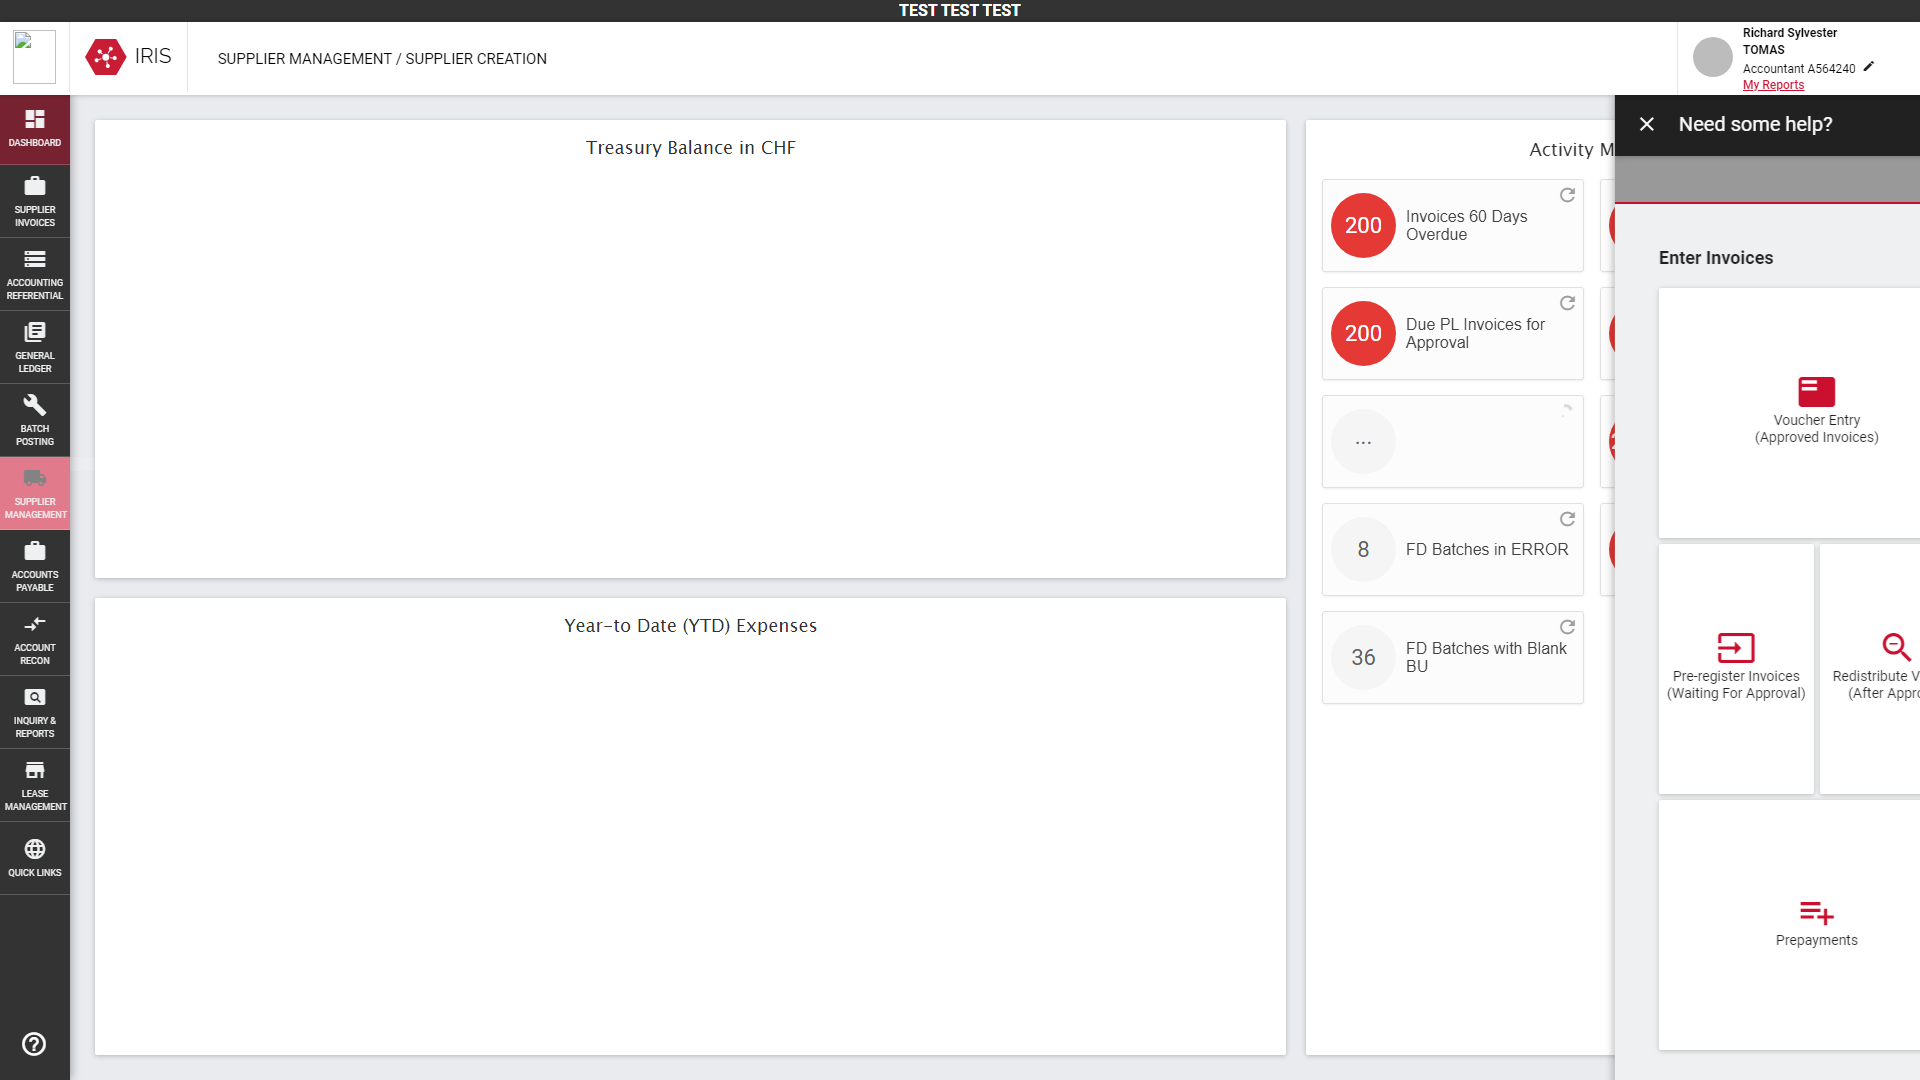 TEST TEST TEST
IRIS
SUPPLIER MANAGEMENT / SUPPLIER CREATION
Richard Sylvester
TOMAS
Accountant A564240
My Reports
DASHBOARD
SUPPLIER
INVOICES
ACCOUNTING
REFERENTIAL
GENERAL
LEDGER
BATCH
POSTING
SUPPLIER
MANAGEMENT
ACCOUNTS
PAYABLE
ACCOUNT
RECON
INQUIRY &
REPORTS
LEASE
MANAGEMENT
QUICK LINKS
Treasury Balance in CHF
Year-to Date (YTD) Expenses
Activity M
200
Invoices 60 Days
Overdue
200
Due PL Invoices for
Approval
...
8
FD Batches in ERROR
36
FD Batches with Blank
BU
Need some help?
Enter Invoices
Voucher Entry
(Approved Invoices)
Pre-register Invoices
(Waiting For Approval)
Redistribute V
(After Appro
Prepayments